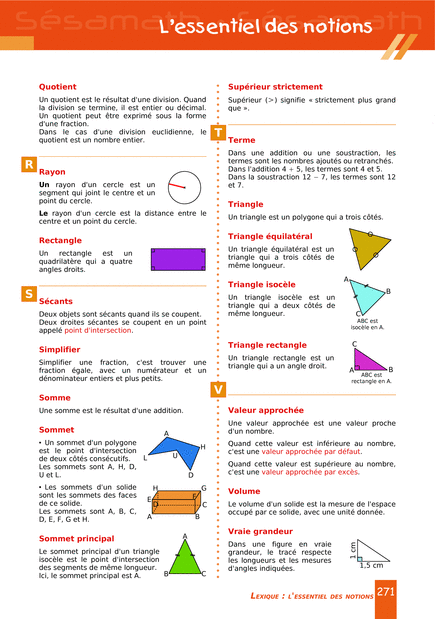 Sésamath
Sésamath
L'essentiel des notions
Quotient
Un quotient est le résultat d'une division. Quand
la division se termine, il est entier ou décimal.
Un quotient peut être exprimé sous la forme
d'une fraction.
Dans le cas d'une division euclidienne, le
quotient est un nombre entier.
R
Rayon
Un rayon d'un cercle est un
segment qui joint le centre et un
point du cercle.
Le rayon d'un cercle est la distance entre le
centre et un point du cercle.
Rectangle
Un rectangle est un
quadrilatère qui a quatre
angles droits.
S
Sécants
Deux objets sont sécants quand ils se coupent.
Deux droites sécantes se coupent en un point
appelé point d'intersection.
Simplifier
Simplifier une fraction, c'est trouver une
fraction égale, avec un numérateur et un
dénominateur entiers et plus petits.
Somme
Une somme est le résultat d'une addition.
Sommet
• Un sommet d'un polygone
est le point d'intersection
de deux côtés consécutifs.
Les sommets sont A, H, D,
U et L.
A
H
L
U
D
• Les sommets d'un solide
sont les sommets des faces
de ce solide.
Les sommets sont A, B, C,
D, E, F, G et H.
H
G
E
F
D
C
A
B
Sommet principal
Le sommet principal d'un triangle
isocèle est le point d'intersection
des segments de même longueur.
Ici, le sommet principal est A.
A
B
C
Supérieur strictement
Supérieur (>) signifie « strictement plus grand
que ».
T
Terme
Dans une addition ou une soustraction, les
termes sont les nombres ajoutés ou retranchés.
Dans l'addition 4 + 5, les termes sont 4 et 5.
Dans la soustraction 12 – 7, les termes sont 12
et 7.
Triangle
Un triangle est un polygone qui a trois côtés.
Triangle équilatéral
Un triangle équilatéral est un
triangle qui a trois côtés de
même longueur.
Triangle isocèle
Un triangle isocèle est un
triangle qui a deux côtés de
même longueur.
A
B
C
ABC est
isocèle en A.
Triangle rectangle
Un triangle rectangle est un
triangle qui a un angle droit.
C
A
B
ABC est
rectangle en A.
V
Valeur approchée
Une valeur approchée est une valeur proche
d'un nombre.
Quand cette valeur est inférieure au nombre,
c'est une valeur approchée par défaut.
Quand cette valeur est supérieure au nombre,
c'est une valeur approchée par excès.
Volume
Le volume d'un solide est la mesure de l'espace
occupé par ce solide, avec une unité donnée.
Vraie grandeur
Dans une figure en vraie
grandeur, le tracé respecte
les longueurs et les mesures
d'angles indiquées.
1 cm
1,5 cm
Lexique : l'essentiel des notions
271